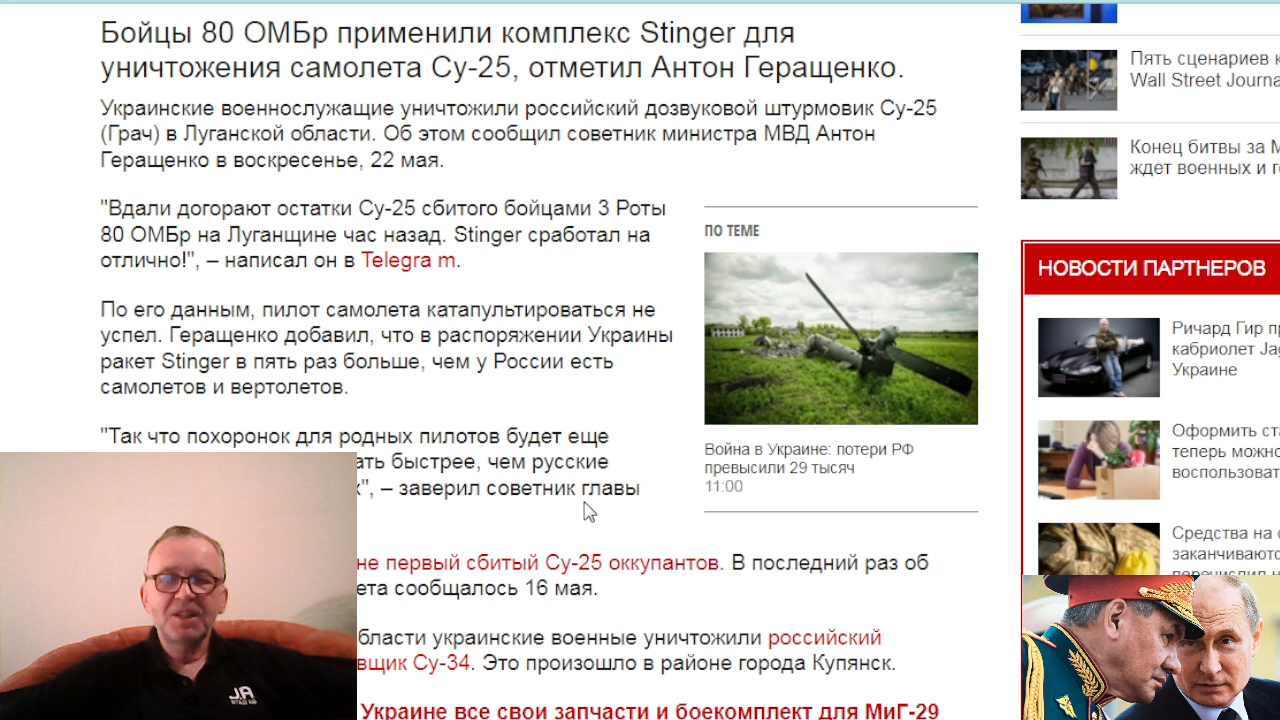 Бойцы 80 ОМБр применили комплекс Stinger для
уничтожения самолета Су-25, отметил Антон Геращенко.
Украинские военнослужащие уничтожили российский дозвуковой штурмовик Су-25
(Грач) в Луганской области. Об этом сообщил советник министра МВД Антон
Геращенко в воскресенье, 22 мая.
"Вдали догорают остатки Су-25 сбитого бойцами 3 Роты
80 ОМБр на Луганщине час назад. Stinger сработал на
отлично!", – написал он в Telegra m.
По его данным, пилот самолета катапультироваться не
успел. Геращенко добавил, что в распоряжении Украины
ракет Stinger в пять раз больше, чем у России есть
самолетов и вертолетов.
"Так что похоронок для родных пилотов будет еще
ать быстрее, чем русские
", – заверил советник главы
не первый сбитый Су-25 оккупантов. В последний раз об
ета сообщалось 16 мая.
бласти украинские военные уничтожили российский
вщик Су-34. Это произошло в районе города Купянск.
Украине все свои запчасти и боекомплект для МиГ-29
ПО ТЕМЕ
Война в Украине: потери РФ
превысили 29 тысяч
11:00
Пять сценариев к
Wall Street Journa
Конец битвы за М
ждет военных и г
НОВОСТИ ПАРТНЕРОВ
Ричард Гир п
кабриолет Jag
Украине
Оформить ста
теперь можно
воспользоват
Средства на
заканчиваютс
JA